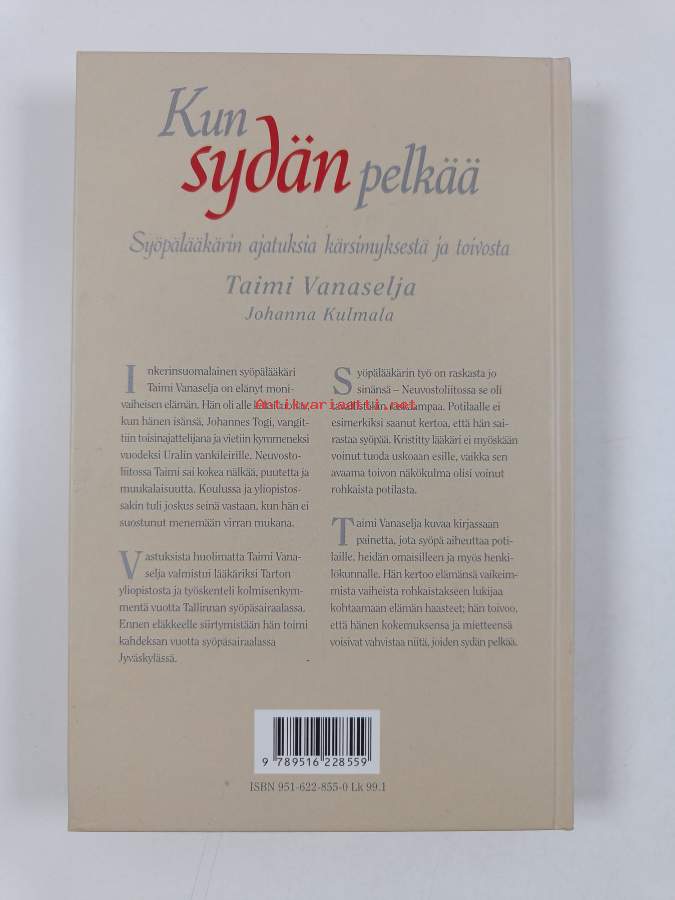 Kun
sydän pelkää
Syöpälääkärin ajatuksia kärsimyksestä ja toivosta
Taimi Vanaselja
Johanna Kulmala
Inkerinsuomalainen syöpälääkäri
Taimi Vanaselja on elänyt moni-
vaiheisen elämän. Hän oli alle
kun hänen isänsä, Johannes Togi, vangit-
tiin toisinajattelijana ja vietiin kymmeneksi
vuodeksi Uralin vankileirille. Neuvosto-
liitossa Taimi sai kokea nälkää, puutetta ja
muukalaisuutta. Koulussa ja yliopistos-
sakin tuli joskus seinä vastaan, kun hän ei
suostunut menemään virran mukana.
Vastuksista huolimatta Taimi Vana-
selja valmistui lääkäriksi Tarton
yliopistosta ja työskenteli kolmisenkym-
mentä vuotta Tallinnan syöpäsairaalassa.
Ennen eläkkeelle siirtymistään hän toimi
kahdeksan vuotta syöpäsairaalassa
Jyväskylässä.
Syöpälääkärin työ on raskasta jo
sinänsä – Neuvostoliitossa se oli
Potilaalle ei
esimerkiksi saanut kertoa, että hän sai-
rastaa syöpää. Kristitty lääkäri ei myöskään
voinut tuoda uskoaan esille, vaikka sen
avaama toivon näkökulma olisi voinut
rohkaista potilasta.
Taimi Vanaselja kuvaa kirjassaan
painetta, jota syöpä aiheuttaa poti-
laille, heidän omaisilleen ja myös henki-
lökunnalle. Hän kertoo elämänsä vaikeim-
mista vaiheista rohkaistakseen lukijaa
kohtaamaan elämän haasteet; hän toivoo,
että hänen kokemuksensa ja mietteensä
voisivat vahvistaa niitä, joiden sydän pelkää.
Antikvariaatti.net
9 789516 228559
ISBN 951-622-855-0 Lk 99.1